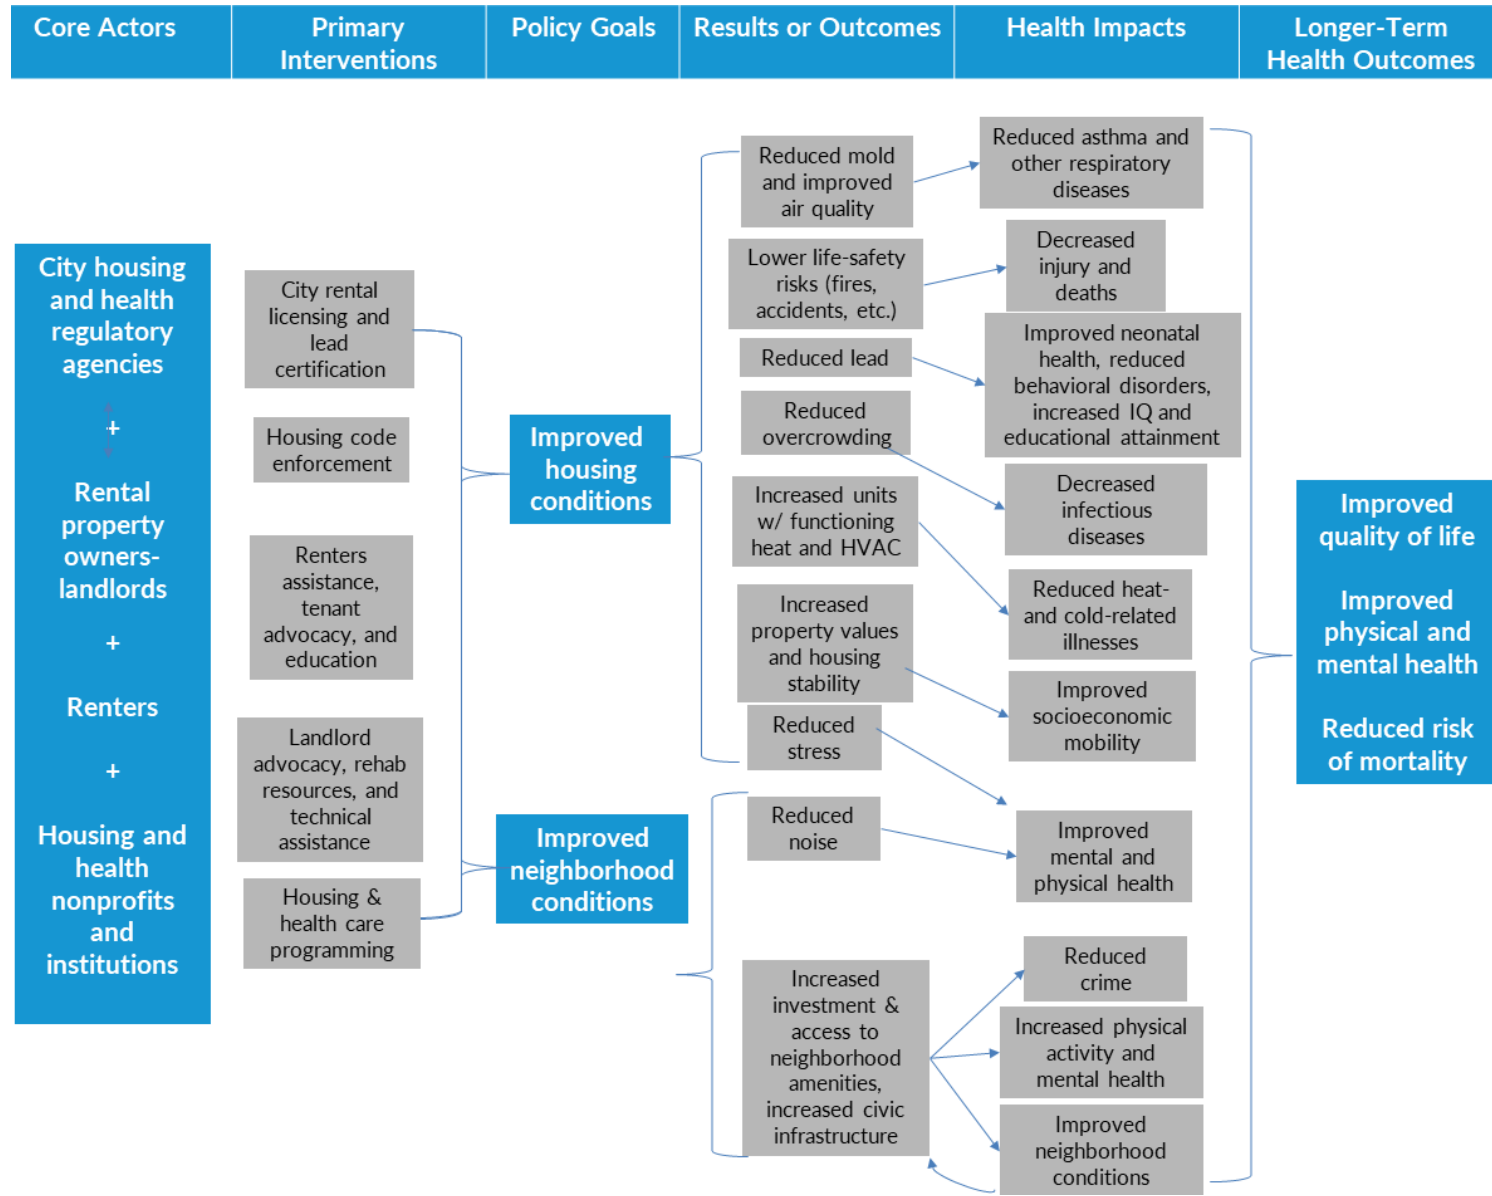 Core Actors
Primary
Interventions
Policy Goals
Results or Outcomes
Health Impacts
Longer-Term
Health Outcomes
City housing
and health
regulatory
agencies
+
Rental
property
owners-
landlords
+
Renters
+
Housing and
health
nonprofits
and
institutions
City rental
licensing and
lead
certification
Housing code
enforcement
Renters
assistance,
tenant
advocacy, and
education
Landlord
advocacy, rehab
resources, and
technical
assistance
Housing &
health care
programming
Improved
housing
conditions
Improved
neighborhood
conditions
Reduced mold
and improved
air quality
Lower life-safety
risks (fires,
accidents, etc.)
Reduced lead
Reduced
overcrowding
Increased units
w/ functioning
heat and HVAC
Increased
property values
and housing
stability
Reduced
stress
Reduced
noise
Increased
investment &
access to
neighborhood
amenities,
increased civic
infrastructure
Reduced asthma and
other respiratory
diseases
Decreased
injury and
deaths
Improved neonatal
health, reduced
behavioral disorders,
increased IQ and
educational attainment
Decreased
infectious
diseases
Reduced heat-
and cold-related
illnesses
Improved
socioeconomic
mobility
Improved
mental and
physical health
Reduced
crime
Increased physical
activity and
mental health
Improved
neighborhood
conditions
Improved
quality of life
Improved
physical and
mental health
Reduced risk
of mortality